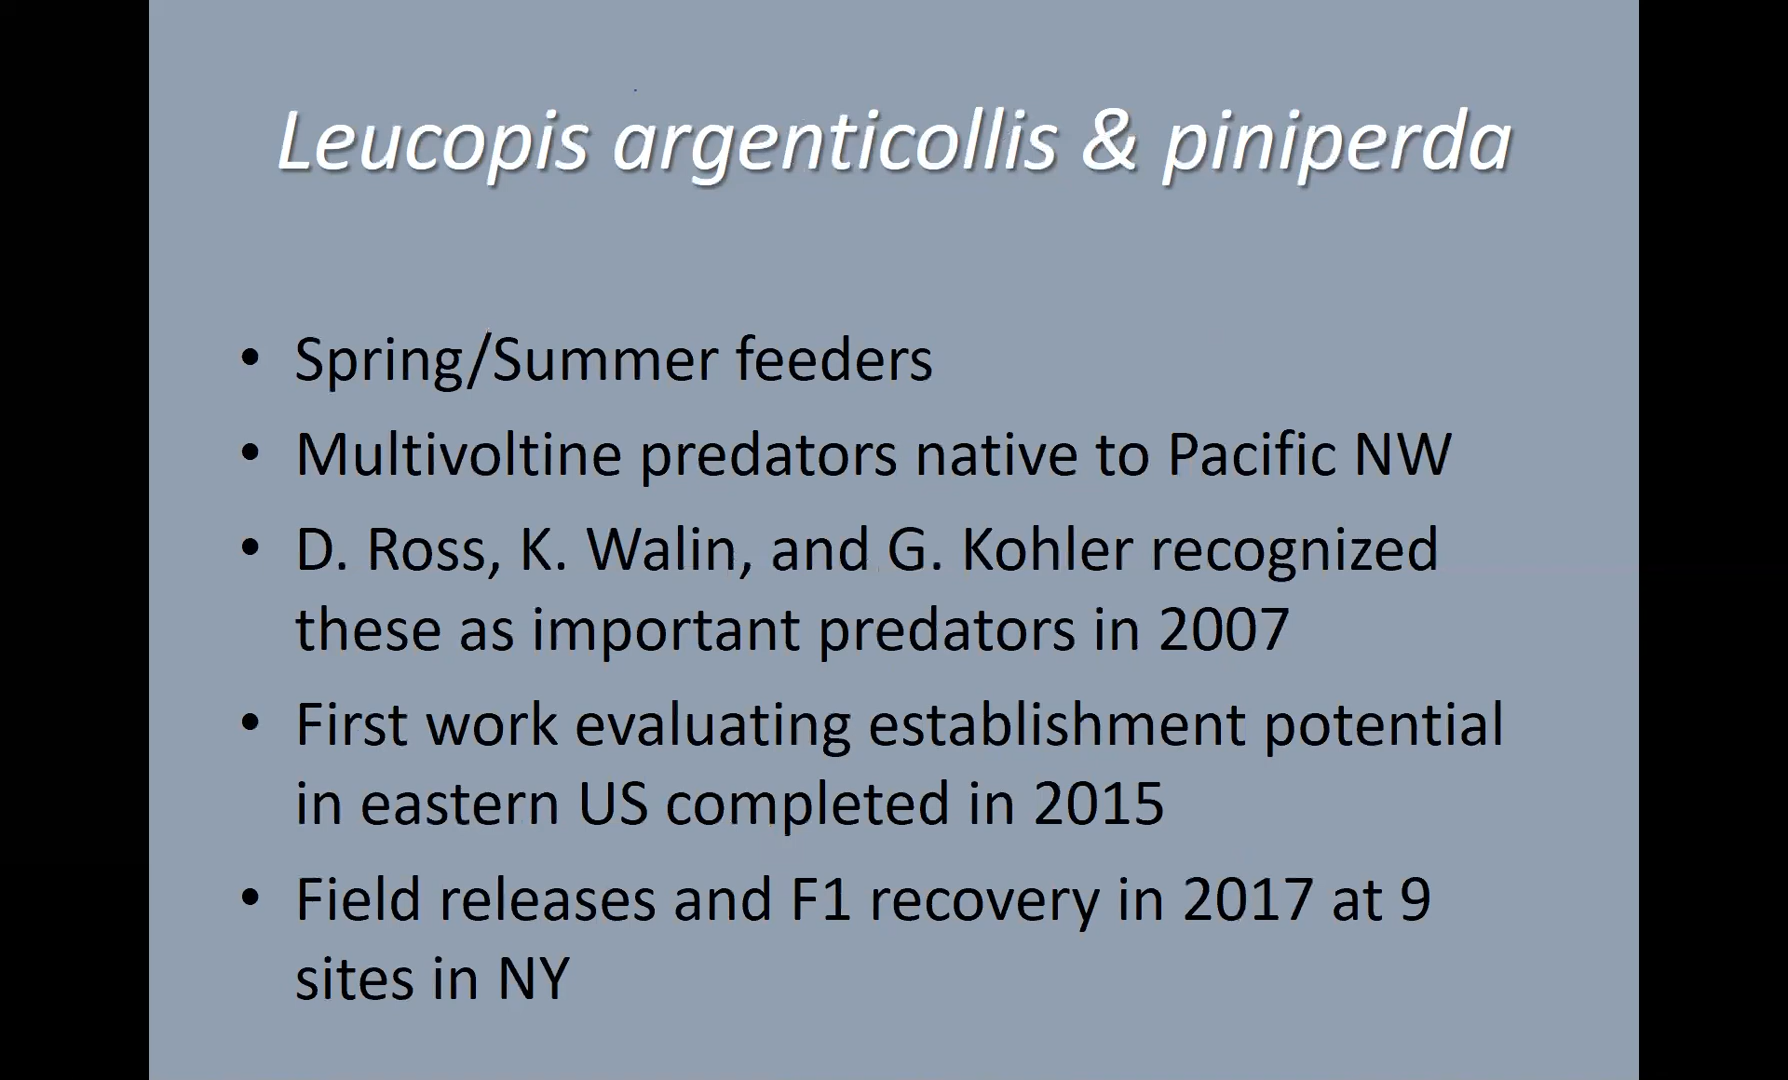 Leucopis argenticollis & piniperda
• Spring/Summer feeders
• Multivoltine predators native to Pacific NW
• D. Ross, K. Walin, and G. Kohler recognized
these as important predators in 2007
• First work evaluating establishment potential
in eastern US completed in 2015
• Field releases and F1 recovery in 2017 at 9
sites in NY